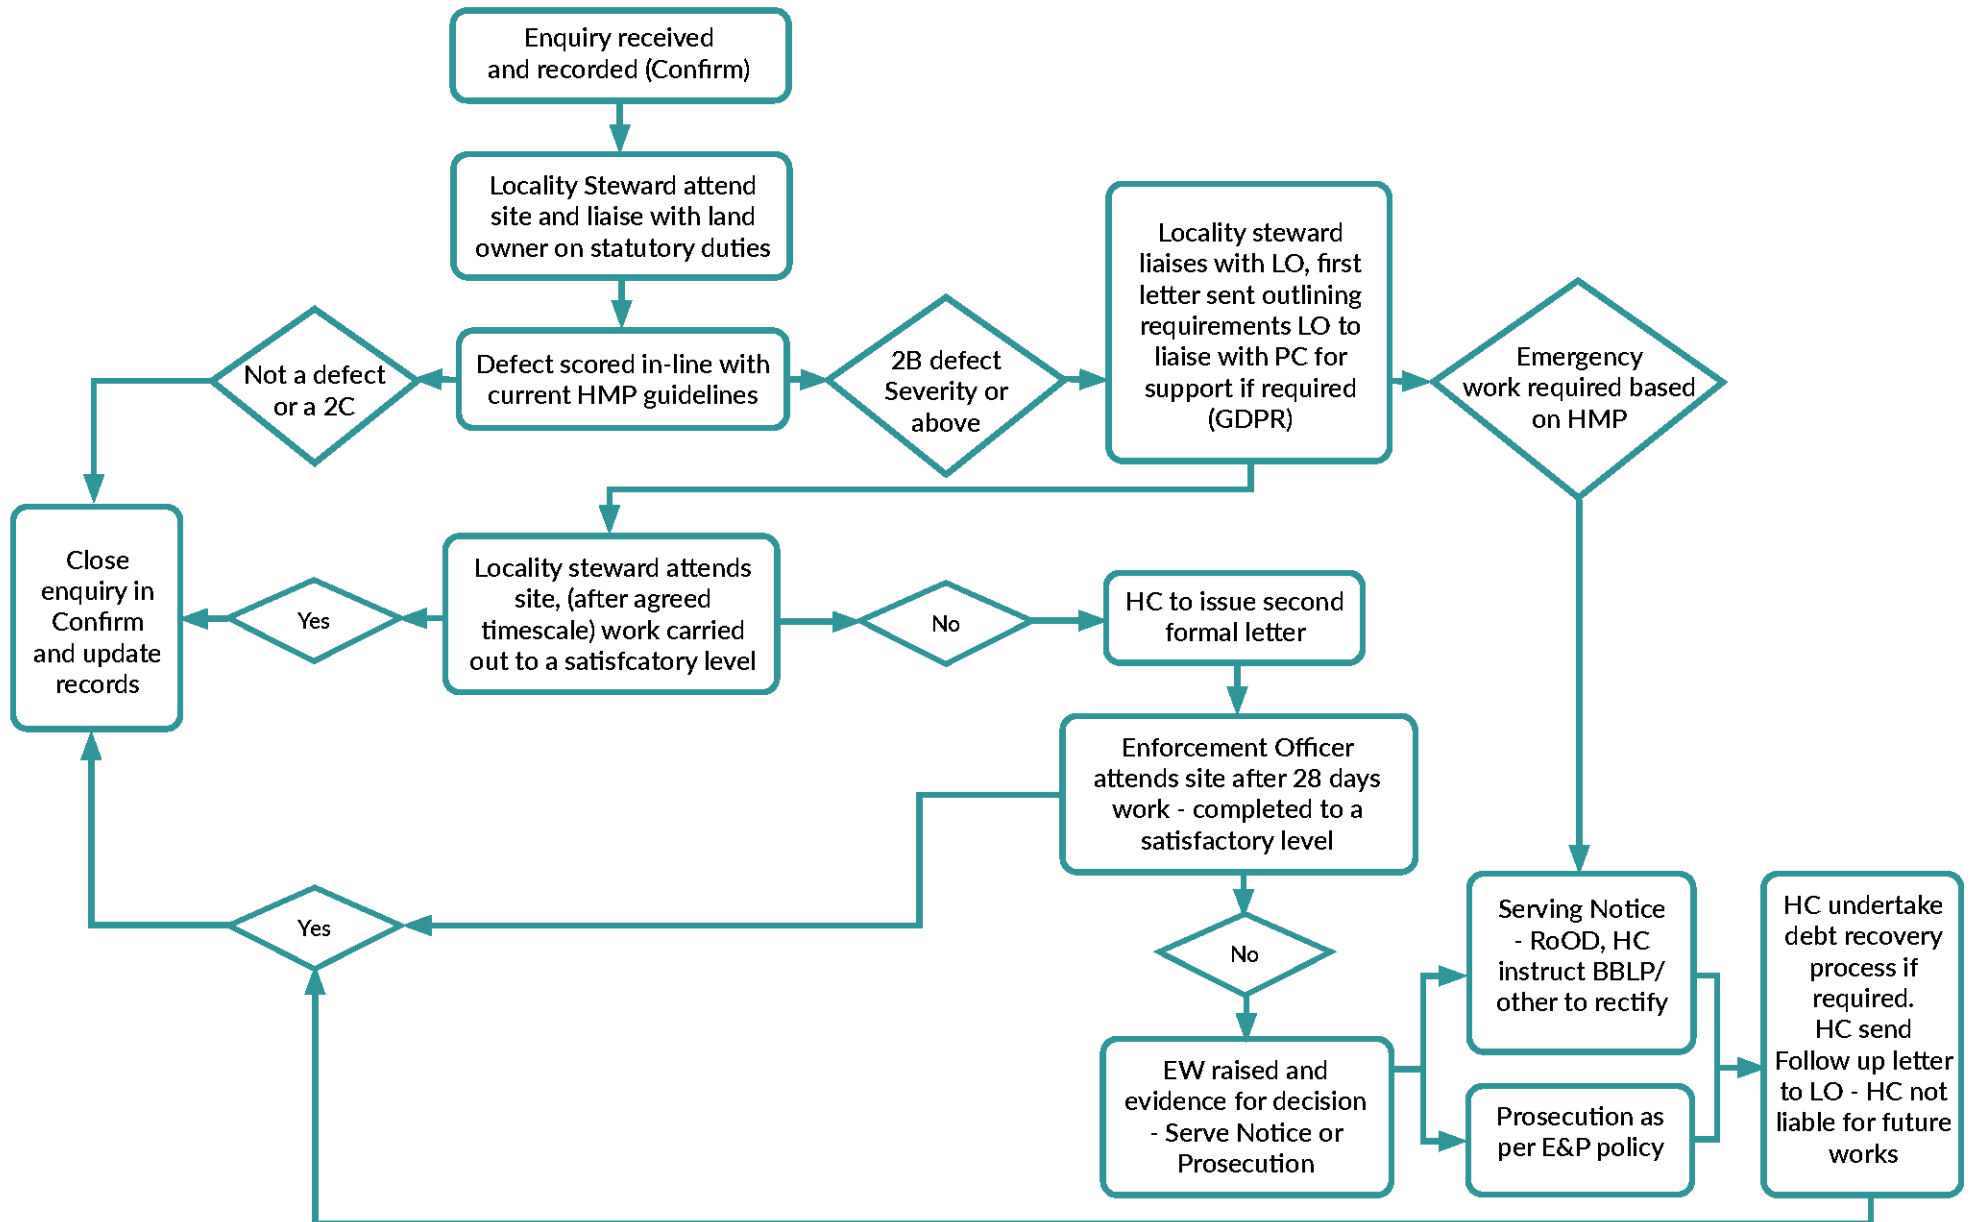 Enquiry received
and recorded (Confirm)
Locality Steward attend
site and liaise with land
owner on statutory duties
Defect scored in-line with
current HMP guidelines
Not a defect
or a 2C
2B defect
Severity or
above
Locality steward
liaises with LO, first
letter sent outlining
requirements LO to
liaise with PC for
support if required
(GDPR)
Emergency
work required based
on HMP
Close
enquiry in
Confirm
and update
records
Yes
Locality steward attends
site, (after agreed
timescale) work carried
out to a satisfcatory level
No
HC to issue second
formal letter
Enforcement Officer
attends site after 28 days
work - completed to a
satisfactory level
Yes
No
EW raised and
evidence for decision
- Serve Notice or
Prosecution
Serving Notice
- RoOD, HC
instruct BBLP/
other to rectify
Prosecution as
per E&P policy
HC undertake
debt recovery
process if
required.
HC send
Follow up letter
to LO - HC not
liable for future
works